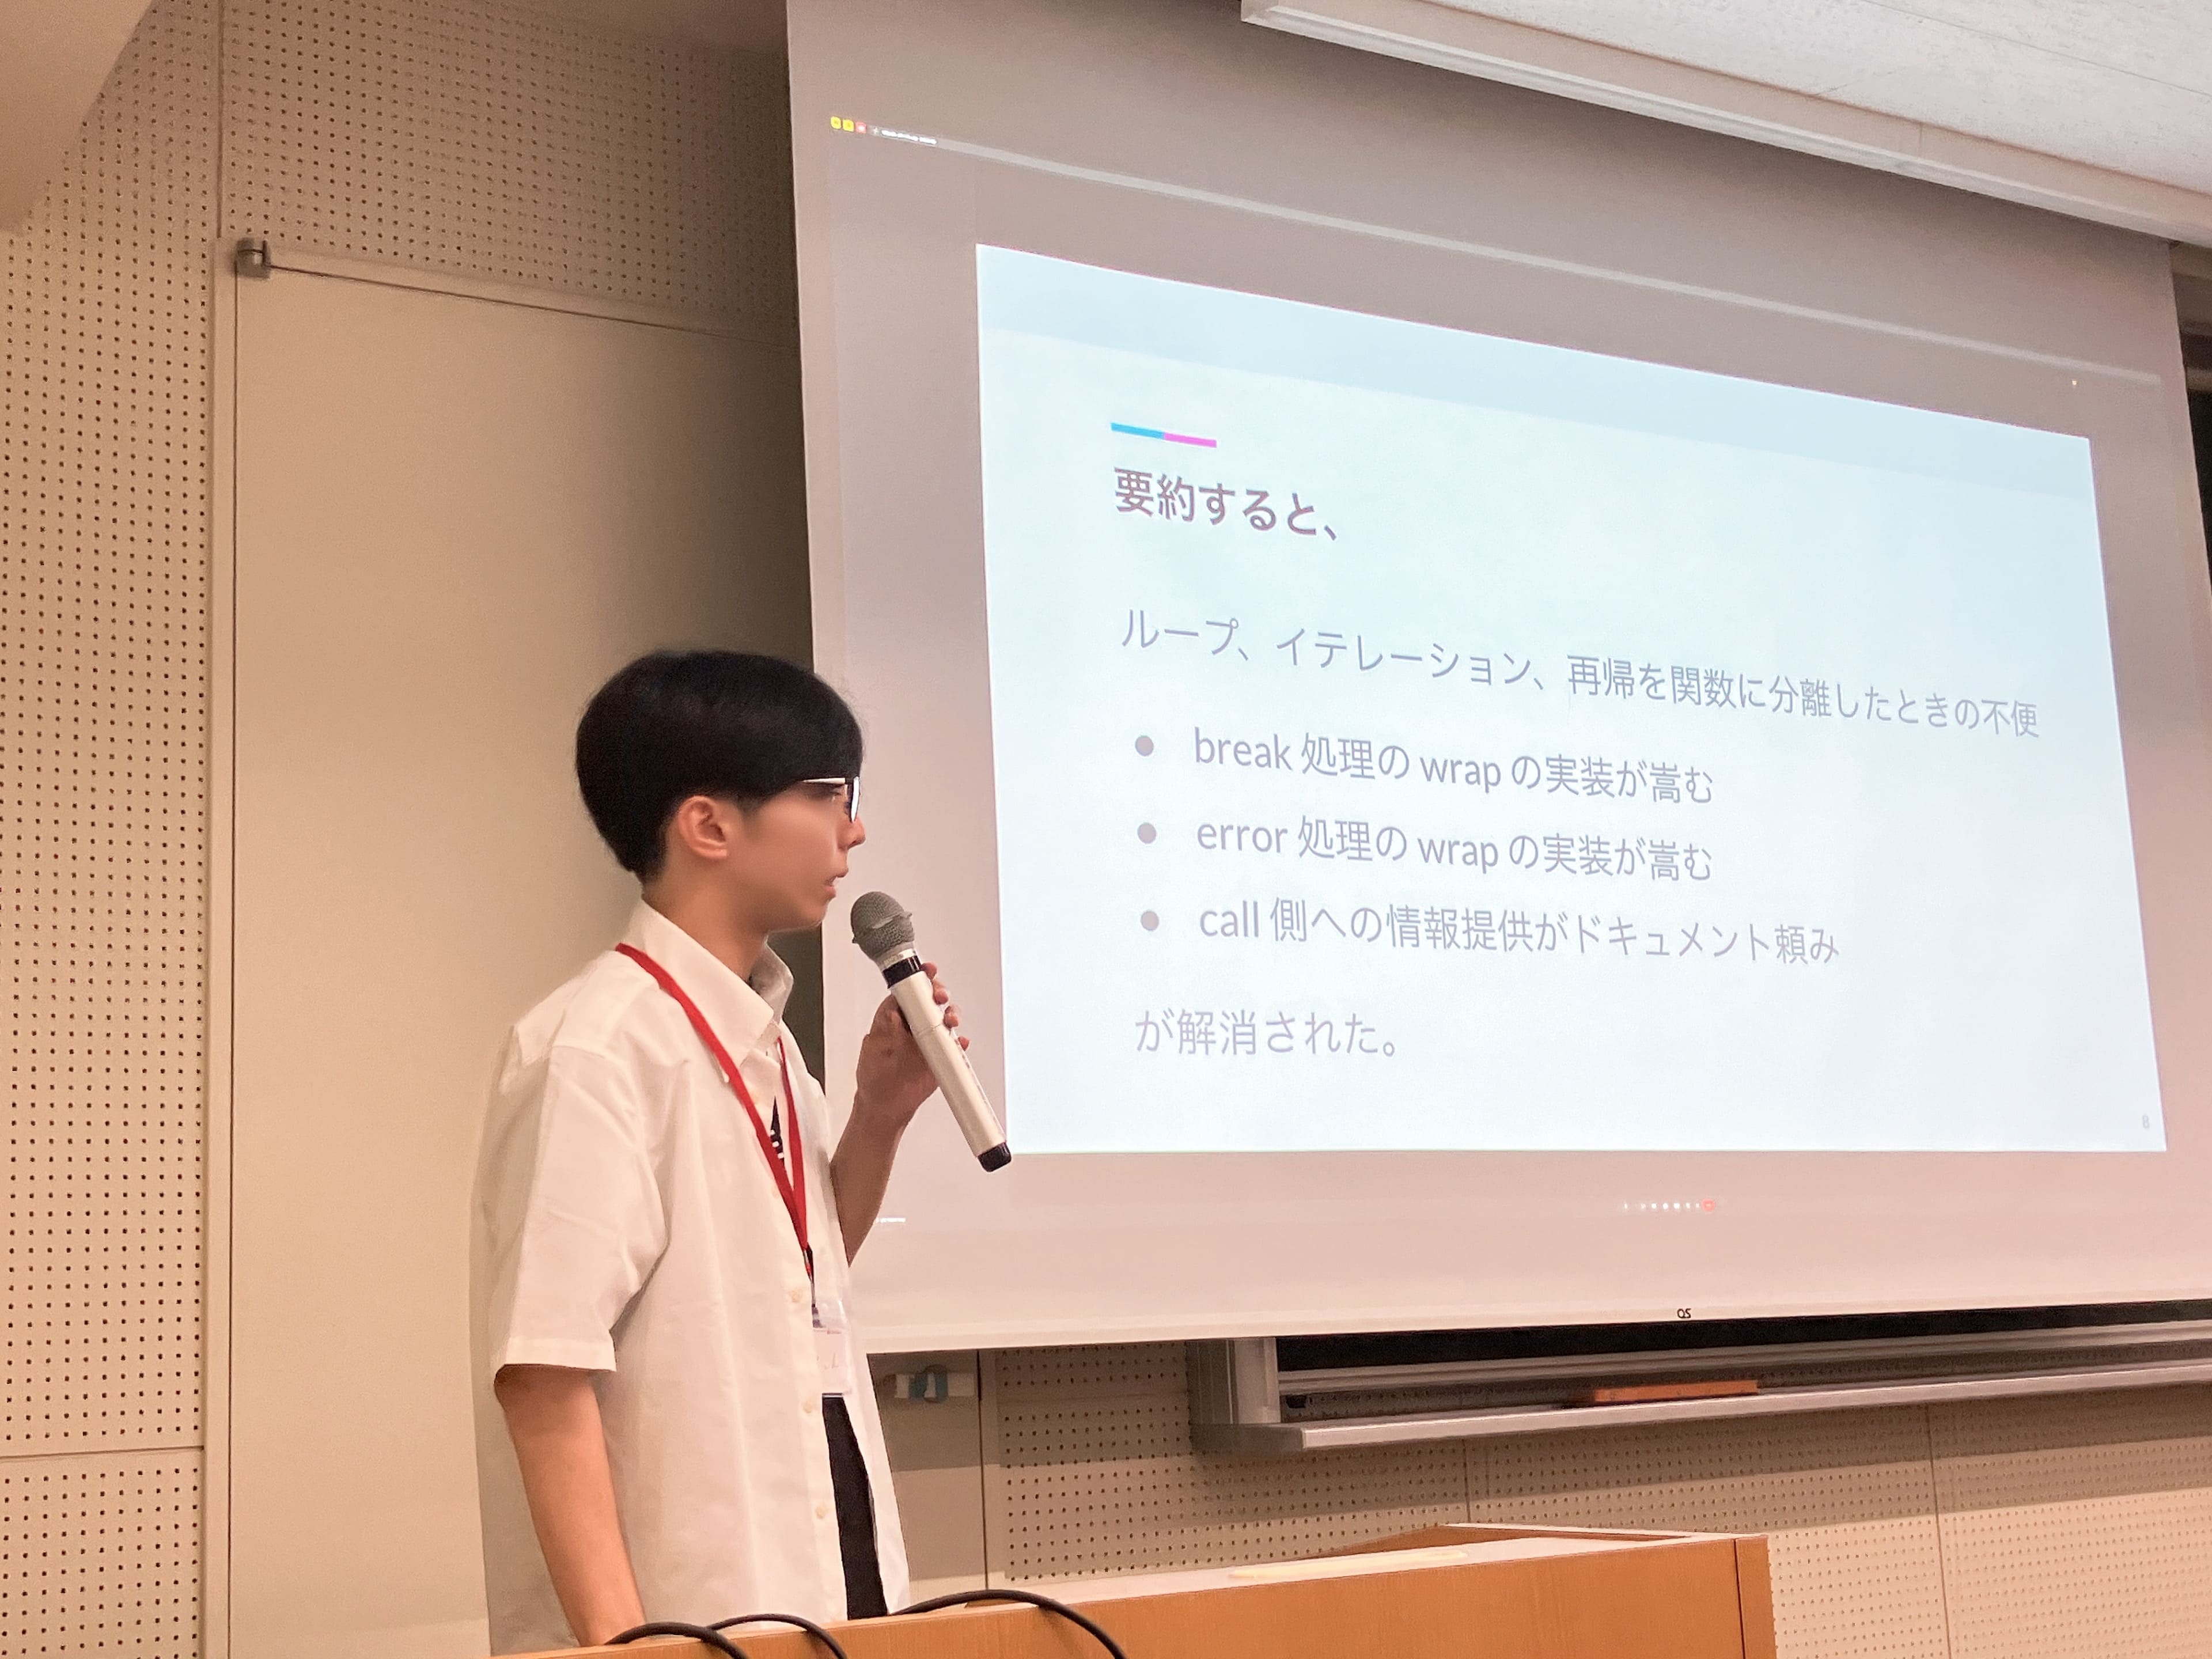 要約すると、
ループ、イテレーション、再帰を関数に分離したときの不便
● break 処理の wrap の実装が嵩む
● error 処理の wrap の実装が嵩む
● call 側への情報提供がドキュメント頼み
が解消された。
8
OS